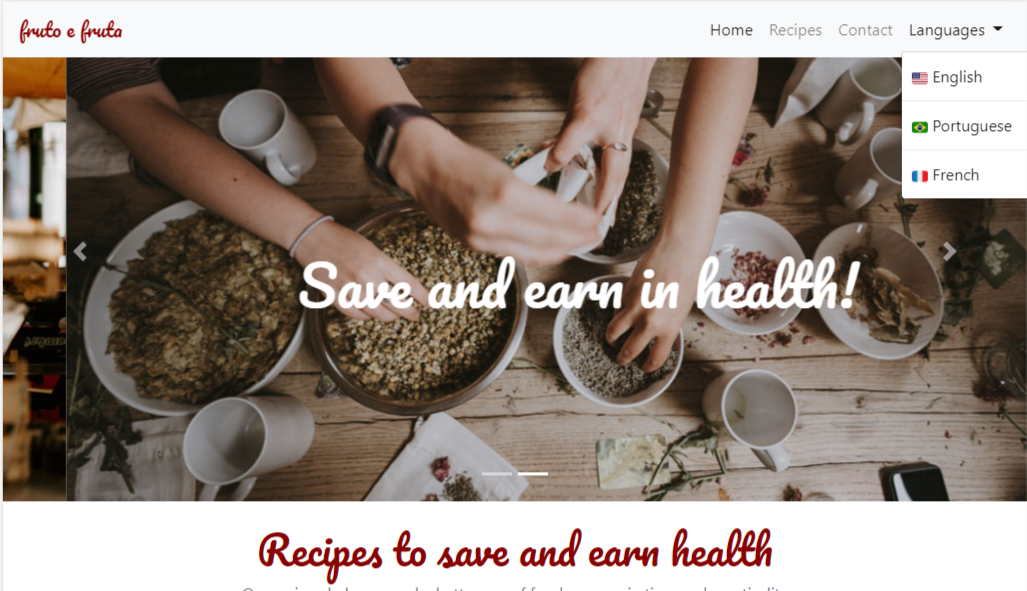 fruto e fruta
Home Recipes Contact Languages
English
Portuguese
French
Save and earn in health!
Recipes to save and earn health